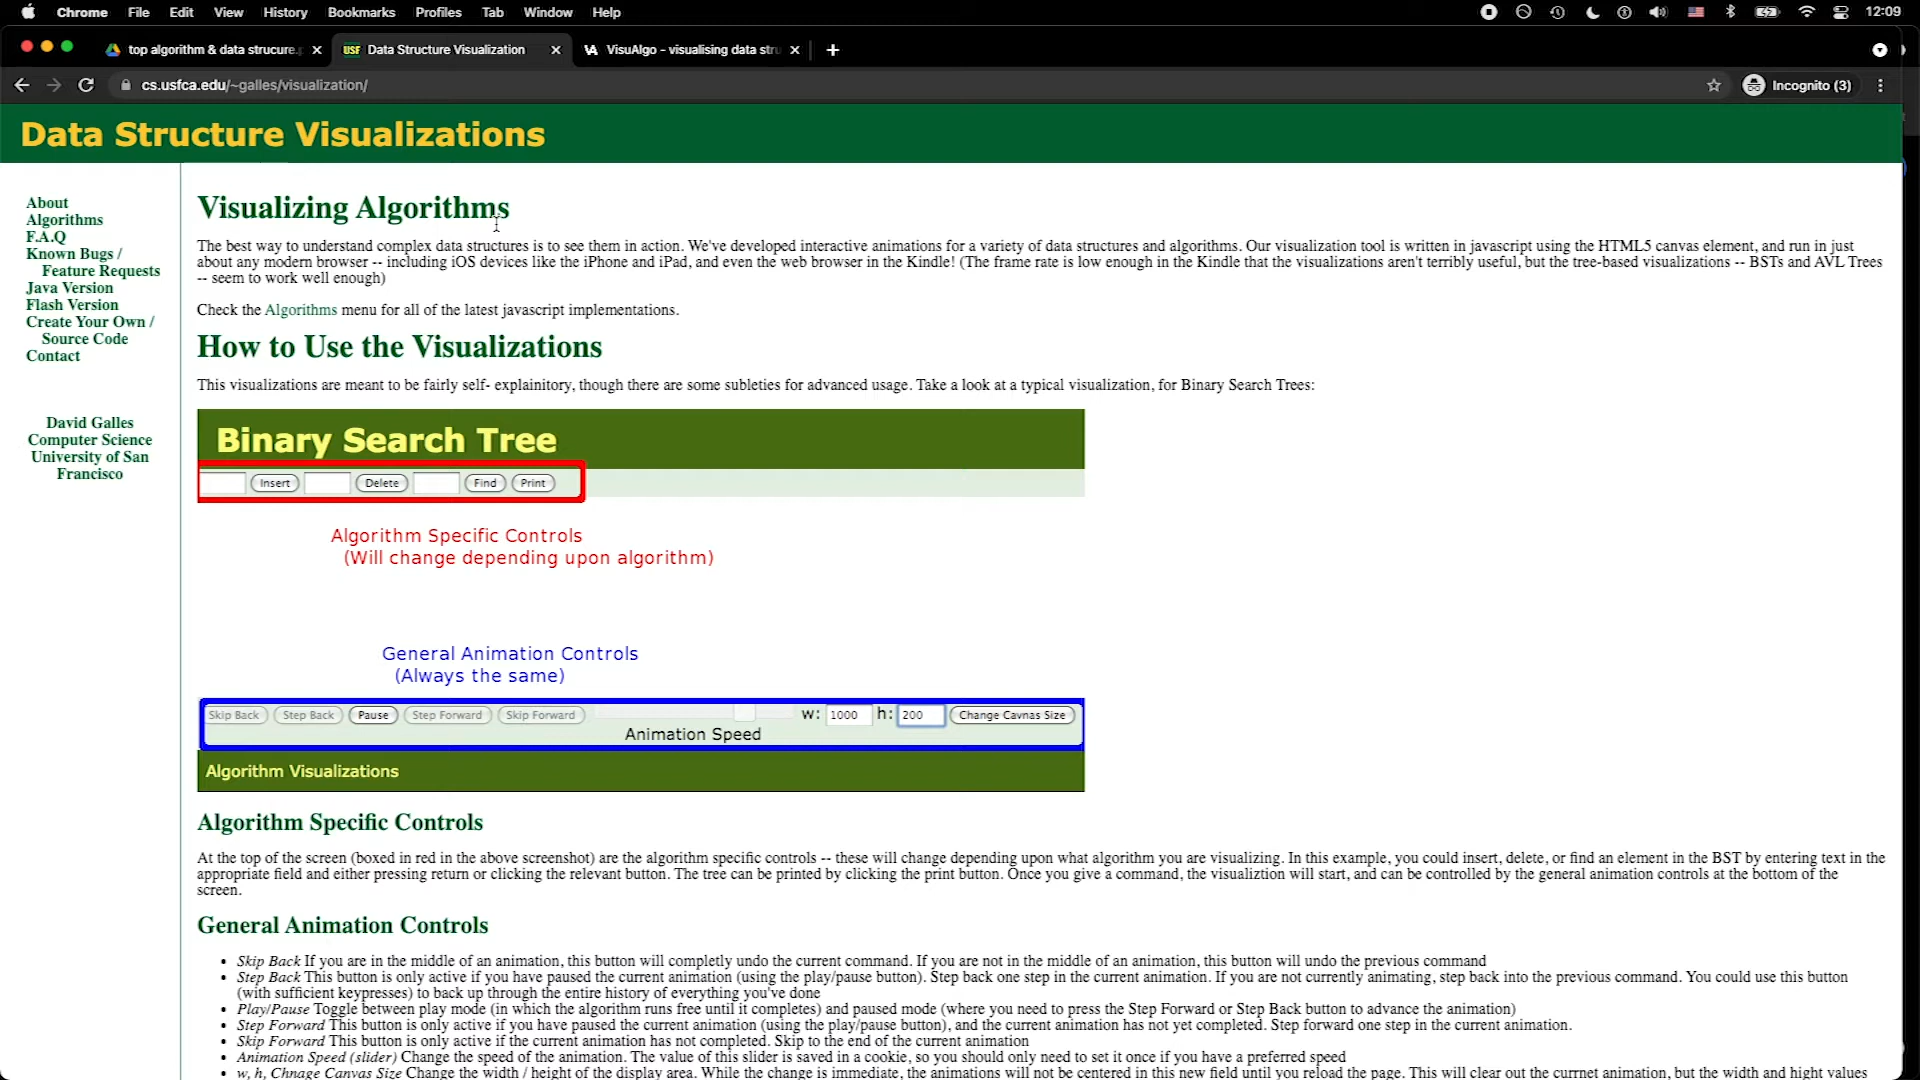 Chrome File Edit View History Bookmarks Profiles Tab Window Help 12:09
top algorithm & data strucure. USF Data Structure Visualization VisuAlgo - visualising data stru
cs.usfca.edu/~galles/visualization/ Incognito (3)
Data Structure Visualizations
About
Algorithms
F.A.Q
Known Bugs /
Feature Requests
Java Version
Flash Version
Create Your Own /
Source Code
Contact
David Galles
Computer Science
University of San
Francisco
Visualizing Algorithms
The best way to understand complex data structures is to see them in action. We've developed interactive animations for a variety of data structures and algorithms. Our visualization tool is written in javascript using the HTML5 canvas element, and run in just
about any modern browser -- including iOS devices like the iPhone and iPad, and even the web browser in the Kindle! (The frame rate is low enough in the Kindle that the visualizations aren't terribly useful, but the tree-based visualizations -- BSTs and AVL Trees
-- seem to work well enough)
Check the Algorithms menu for all of the latest javascript implementations.
How to Use the Visualizations
This visualizations are meant to be fairly self- explainitory, though there are some subleties for advanced usage. Take a look at a typical visualization, for Binary Search Trees:
Binary Search Tree
Insert Delete Find Print
Algorithm Specific Controls
(Will change depending upon algorithm)
General Animation Controls
(Always the same)
Skip Back Step Back Pause Step Forward Skip Forward w: 1000 h: 200 Change Cavnas Size
Animation Speed
Algorithm Visualizations
Algorithm Specific Controls
At the top of the screen (boxed in red in the above screenshot) are the algorithm specific controls -- these will change depending upon what algorithm you are visualizing. In this example, you could insert, delete, or find an element in the BST by entering text in the
appropriate field and either pressing return or clicking the relevant button. The tree can be printed by clicking the print button. Once you give a command, the visualiztion will start, and can be controlled by the general animation controls at the bottom of the
screen.
General Animation Controls
• Skip Back If you are in the middle of an animation, this button will completly undo the current command. If you are not in the middle of an animation, this button will undo the previous command
• Step Back This button is only active if you have paused the current animation (using the play/pause button). Step back one step in the current animation. If you are not currently animating, step back into the previous command. You could use this button
(with sufficient keypresses) to back up through the entire history of everything you've done
• Play/Pause Toggle between play mode (in which the algorithm runs free until it completes) and paused mode (where you need to press the Step Forward or Step Back button to advance the animation)
• Step Forward This button is only active if you have paused the current animation (using the play/pause button), and the current animation has not yet completed. Step forward one step in the current animation.
• Skip Forward This button is only active if the current animation has not completed. Skip to the end of the current animation
• Animation Speed (slider) Change the speed of the animation. The value of this slider is saved in a cookie, so you should only need to set it once if you have a preferred speed
• w, h, Chnage Canvas Size Change the width / height of the display area. While the change is immediate, the animations will not be centered in this new field until you reload the page. This will clear out the currnet animation, but the width and hight values